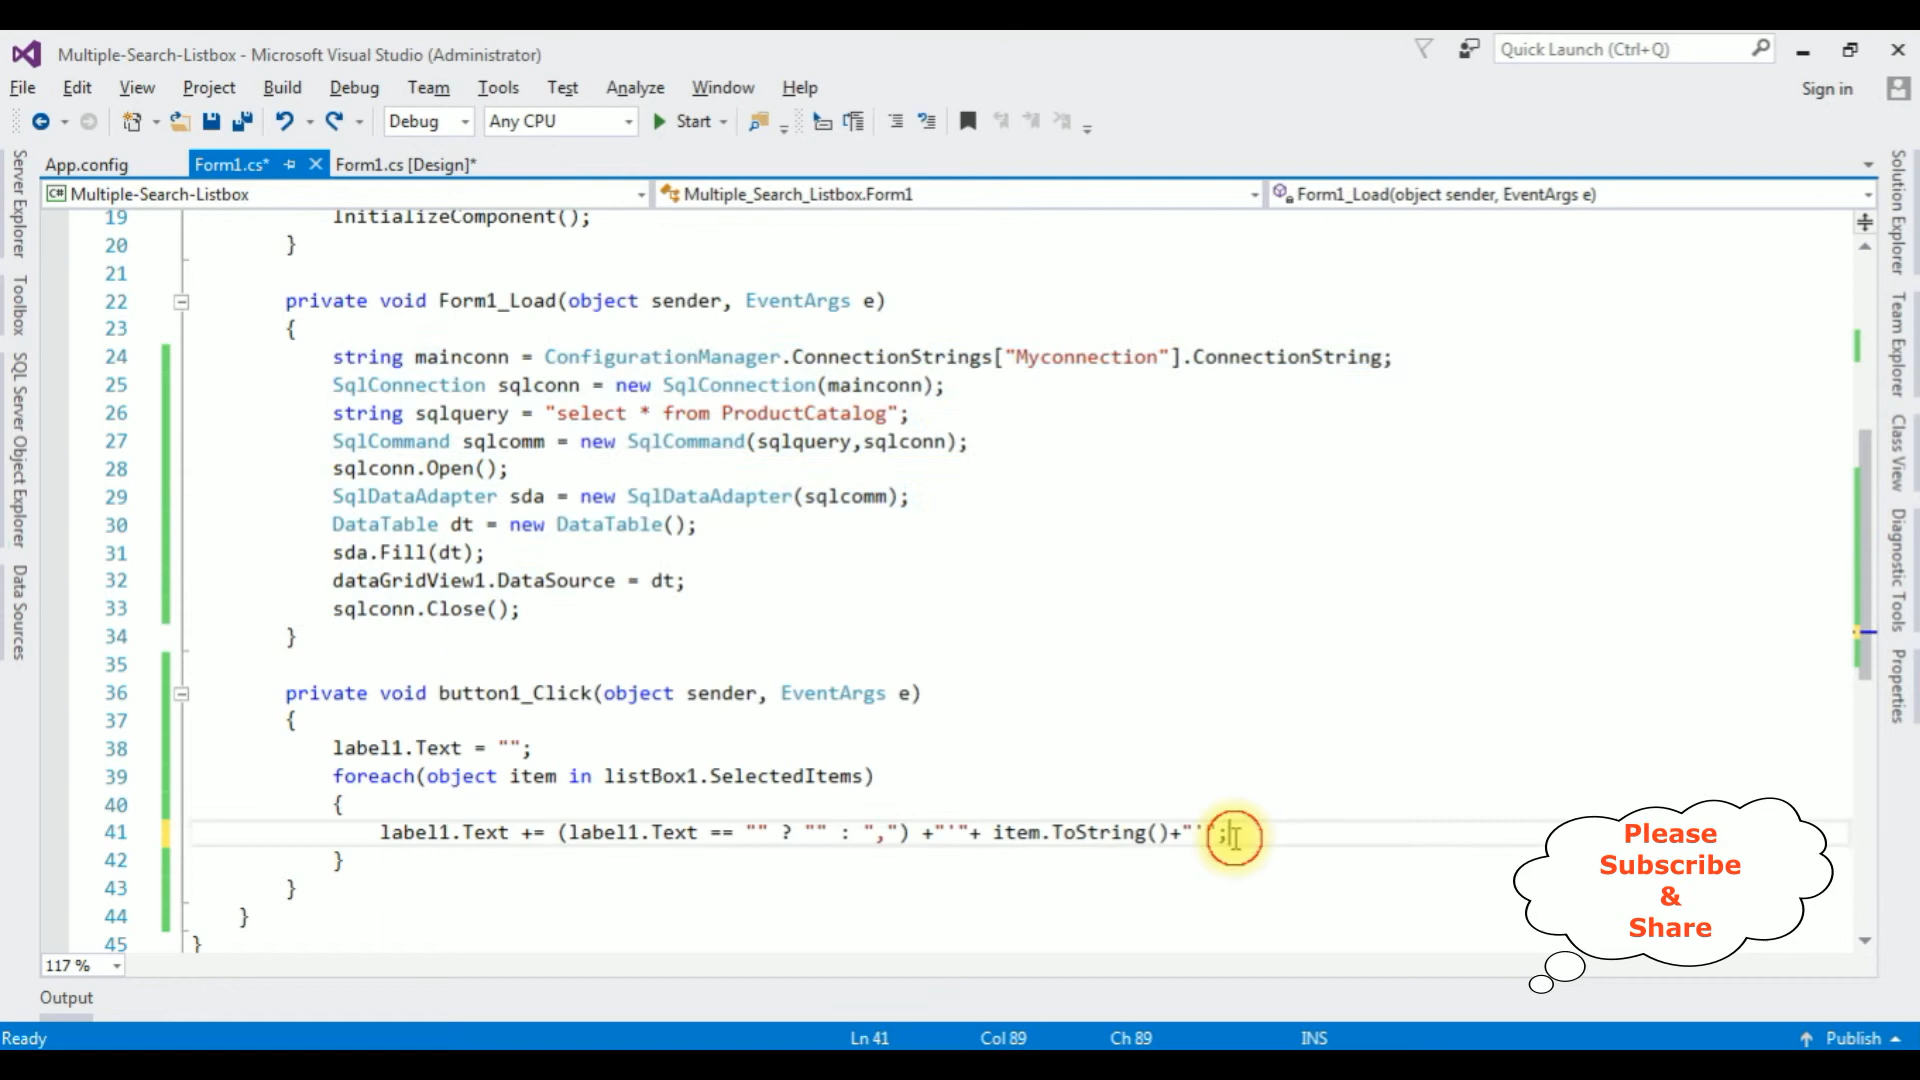 Multiple-Search-Listbox - Microsoft Visual Studio (Administrator)
Quick Launch (Ctrl+Q)
File Edit View Project Build Debug Team Tools Test Analyze Window Help
Sign in
Debug Any CPU Start
App.config Form1.cs* Form1.cs [Design]*
C# Multiple-Search-Listbox Multiple_Search_Listbox.Form1 Form1_Load(object sender, EventArgs e)
Server Explorer
Toolbox
SQL Server Object Explorer
Data Sources
19 InitializeComponent();
20 }
21
22 private void Form1_Load(object sender, EventArgs e)
23 {
24 string mainconn = ConfigurationManager.ConnectionStrings["Myconnection"].ConnectionString;
25 SqlConnection sqlconn = new SqlConnection(mainconn);
26 string sqlquery = "select * from ProductCatalog";
27 SqlCommand sqlcomm = new SqlCommand(sqlquery,sqlconn);
28 sqlconn.Open();
29 SqlDataAdapter sda = new SqlDataAdapter(sqlcomm);
30 DataTable dt = new DataTable();
31 sda.Fill(dt);
32 dataGridView1.DataSource = dt;
33 sqlconn.Close();
34 }
35
36 private void button1_Click(object sender, EventArgs e)
37 {
38 label1.Text = "";
39 foreach(object item in listBox1.SelectedItems)
40 {
41 label1.Text += (label1.Text == "" ? "" : ",") +"'"+ item.ToString()+"'";
42 }
43 }
44 }
45 }
Solution Explorer
Team Explorer
Class View
Diagnostic Tools
Properties
Please
Subscribe
&
Share
117 %
Output
Ready Ln 41 Col 89 Ch 89 INS Publish